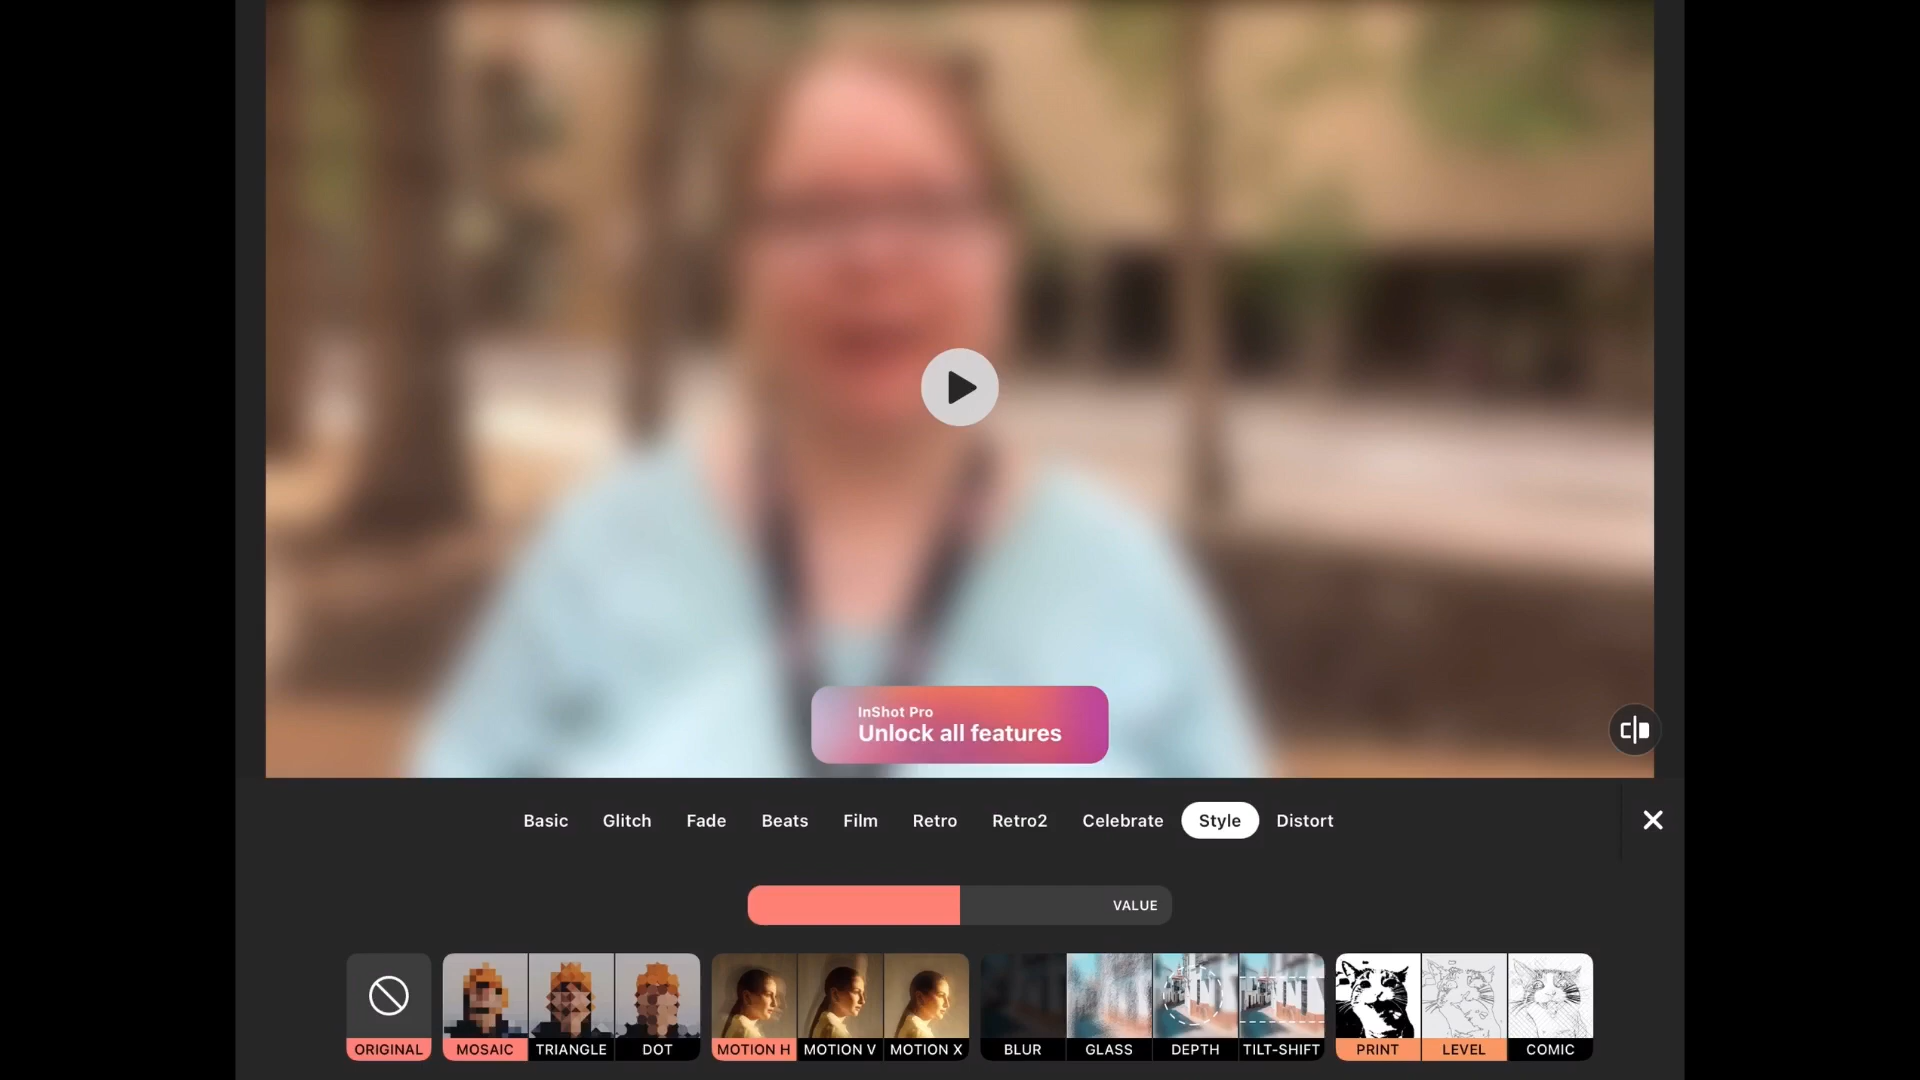 InShot Pro
Unlock all features
Basic Glitch Fade Beats Film Retro Retro2 Celebrate Style Distort
VALUE
ORIGINAL MOSAIC TRIANGLE DOT MOTION H MOTION V MOTION X BLUR GLASS DEPTH TILT-SHIFT PRINT LEVEL COMIC